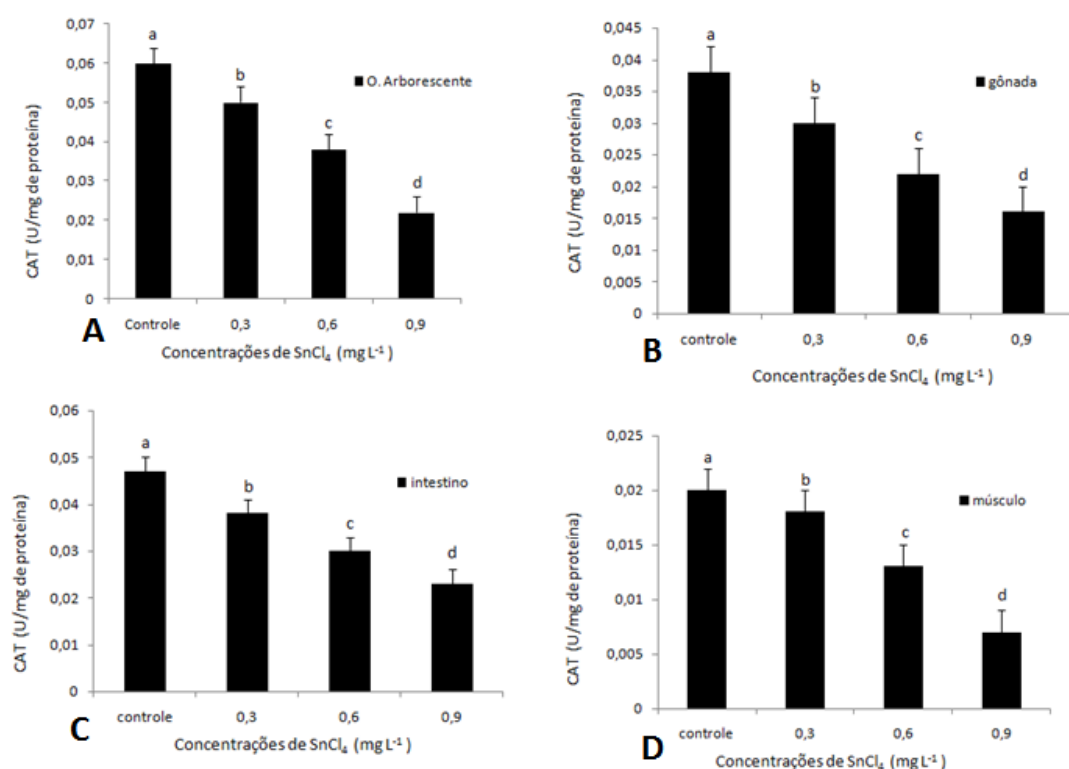 0,07
0,06
0,05
0,04
0,03
0,02
0,01
0
CAT (U/mg de proteína)
a
b
c
d
O. Arborescente
Controle 0,3 0,6 0,9
Concentrações de SnCl₄ (mg L⁻¹)
A
0,045
0,04
0,035
0,03
0,025
0,02
0,015
0,01
0,005
0
CAT (U/mg de proteína)
a
b
c
d
gônada
controle 0,3 0,6 0,9
Concentrações de SnCl₄ (mg L⁻¹)
B
0,06
0,05
0,04
0,03
0,02
0,01
0
CAT (U/mg de proteína)
a
b
c
d
intestino
controle 0,3 0,6 0,9
Concentrações de SnCl₄ (mg L⁻¹)
C
0,025
0,02
0,015
0,01
0,005
0
CAT (U/mg de proteína)
a
b
c
d
músculo
controle 0,3 0,6 0,9
Concentrações de SnCl₄ (mg L⁻¹)
D